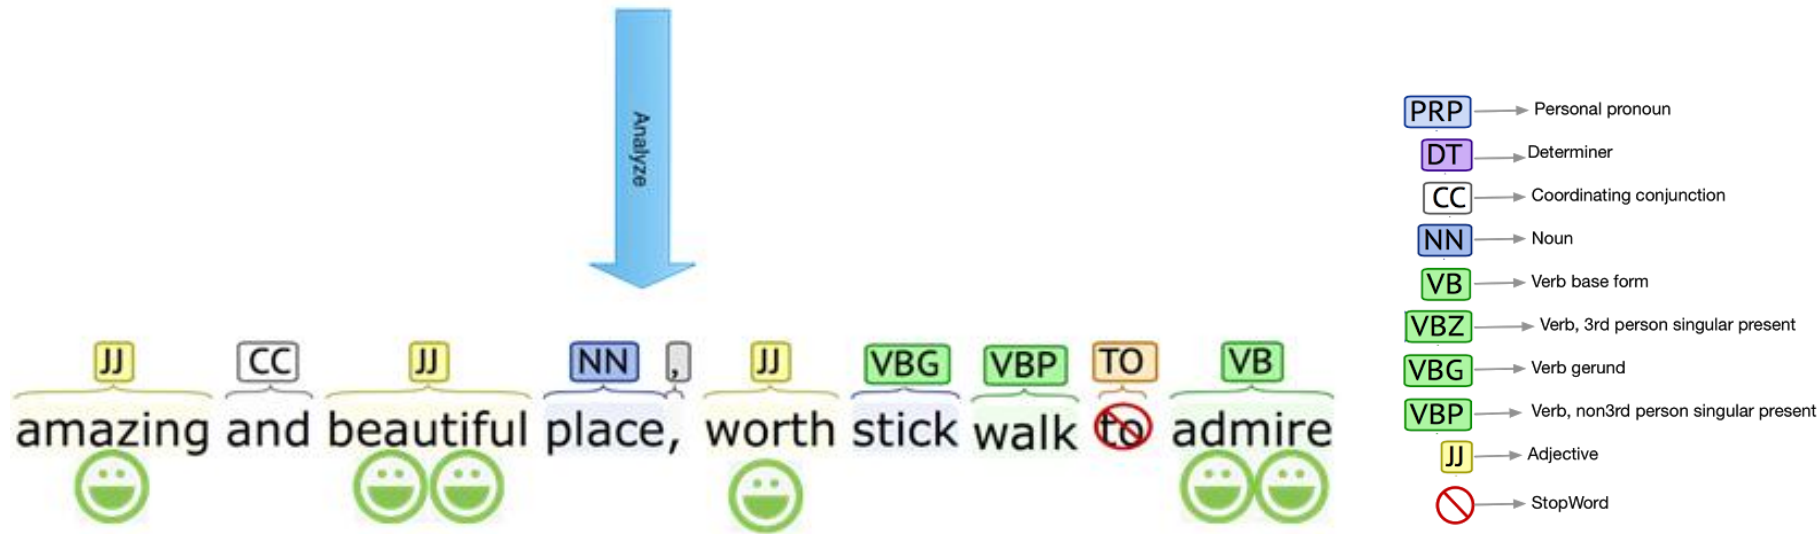 Analyze
JJ CC JJ NN , JJ VBG VBP TO VB
amazing and beautiful place, worth stick walk to admire
PRP Personal pronoun
DT Determiner
CC Coordinating conjunction
NN Noun
VB Verb base form
VBZ Verb, 3rd person singular present
VBG Verb gerund
VBP Verb, non3rd person singular present
JJ Adjective
StopWord